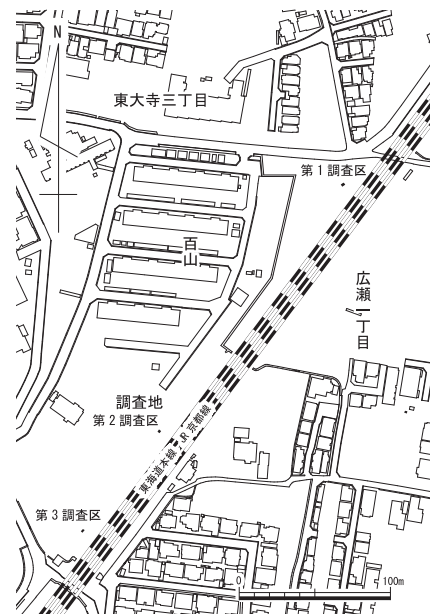 N
東大寺三丁目
第1調査区
百山
広瀬一丁目
調査地
第2調査区
東海道本線・JR 京都線
第3調査区
0
100m